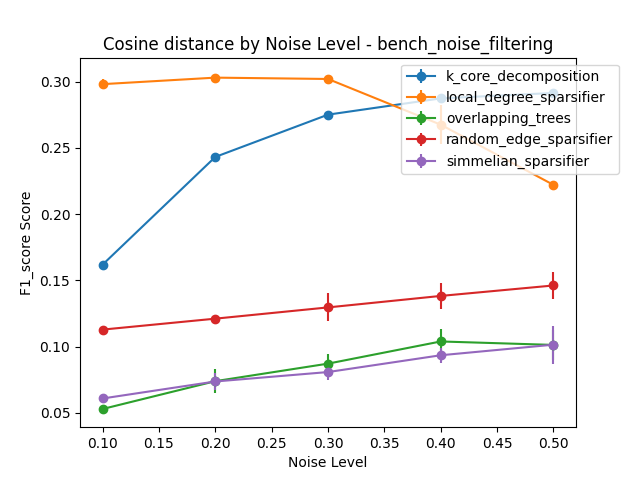 Cosine distance by Noise Level - bench_noise_filtering
k_core_decomposition
local_degree_sparsifier
overlapping_trees
random_edge_sparsifier
simmelian_sparsifier
F1_score Score
0.30
0.25
0.20
0.15
0.10
0.05
0.10 0.15 0.20 0.25 0.30 0.35 0.40 0.45 0.50
Noise Level